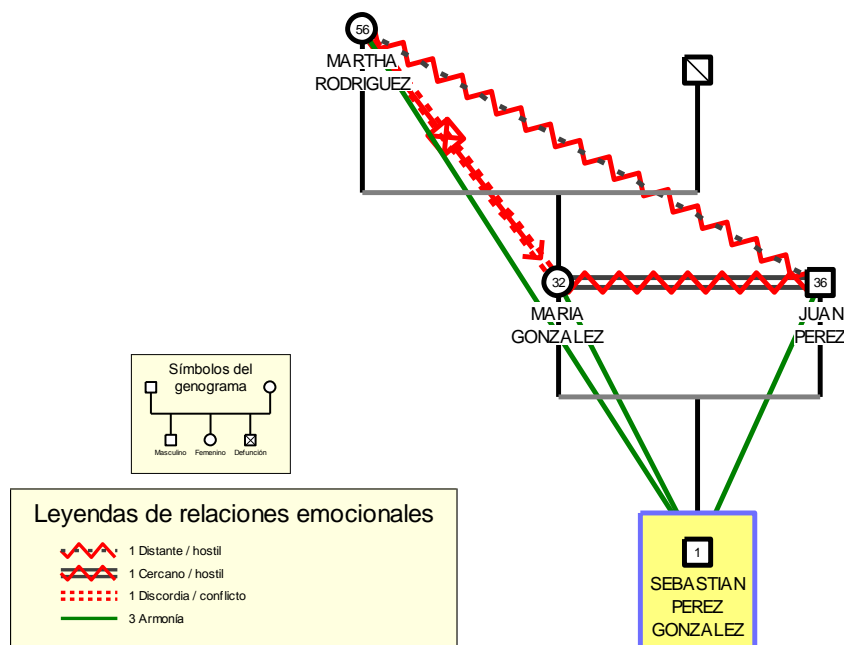 56
MARTHA
RODRIGUEZ
32
MARIA
GONZALEZ
36
JUAN
PEREZ
Símbolos del
genograma
Masculino Femenino Defunción
Leyendas de relaciones emocionales
1 Distante / hostil
1 Cercano / hostil
1 Discordia / conflicto
3 Armonía
1
SEBASTIAN
PEREZ
GONZALEZ